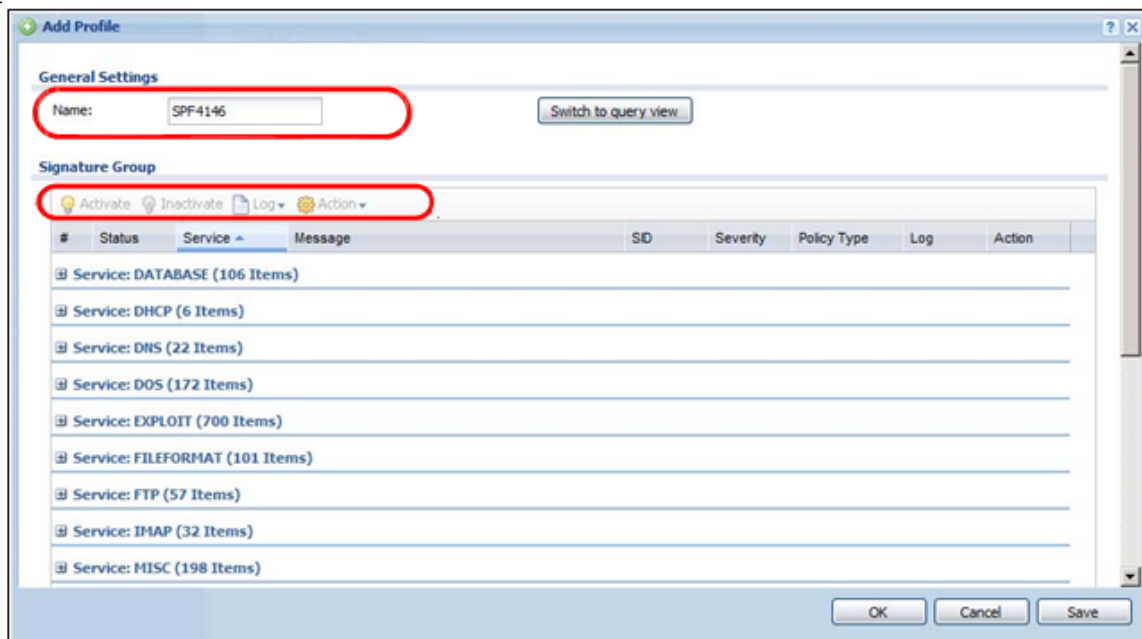 Add Profile
General Settings
Name: SPF4146 Switch to query view
Signature Group
Activate Inactivate Log Action
# Status Service Message SID Severity Policy Type Log Action
Service: DATABASE (106 Items)
Service: DHCP (6 Items)
Service: DNS (22 Items)
Service: DOS (172 Items)
Service: EXPLOIT (700 Items)
Service: FILEFORMAT (101 Items)
Service: FTP (57 Items)
Service: IMAP (32 Items)
Service: MISC (198 Items)
OK Cancel Save